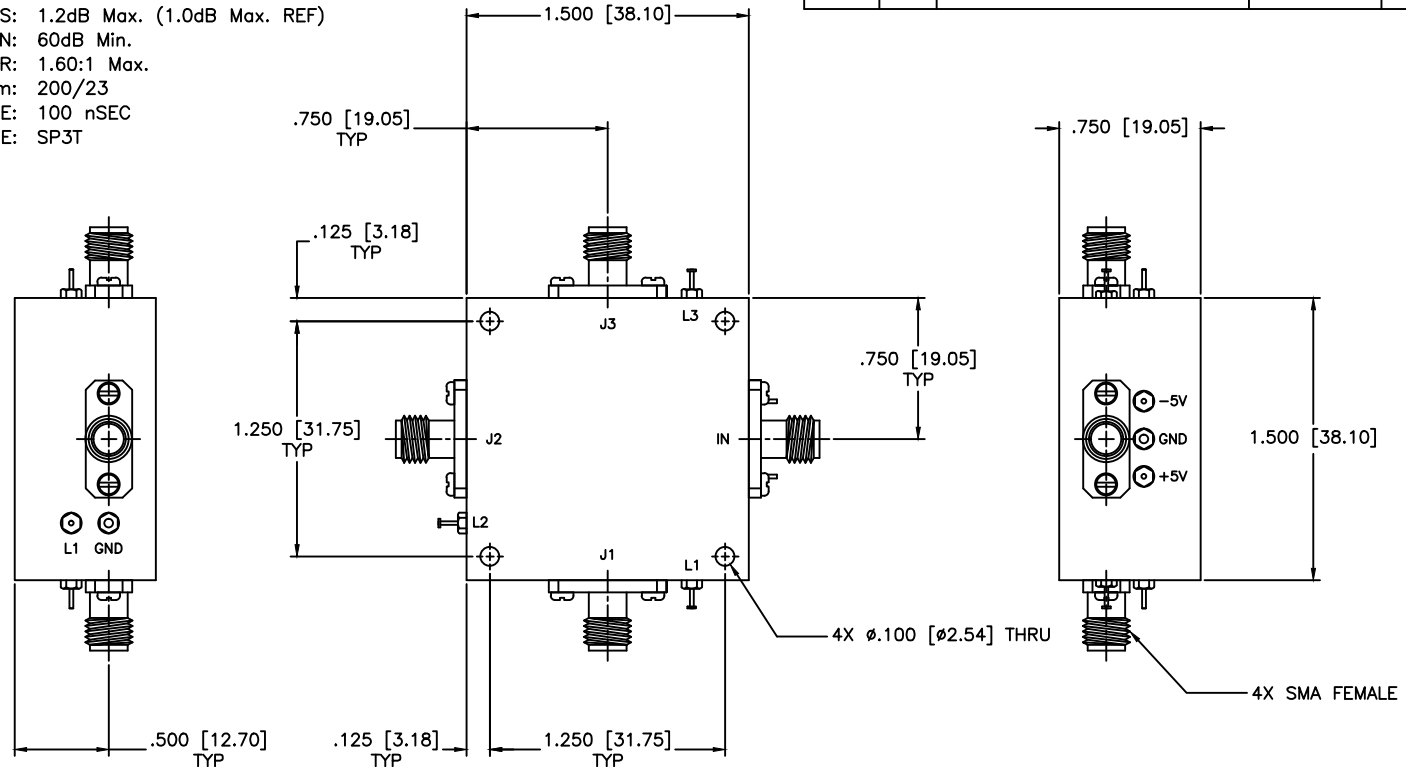 S: 1.2dB Max. (1.0dB Max. REF)
N: 60dB Min.
R: 1.60:1 Max.
m: 200/23
E: 100 nSEC
E: SP3T
1.500 [38.10]
.750 [19.05]
TYP
.750 [19.05]
.125 [3.18]
TYP
J3
L3
.750 [19.05]
TYP
1.250 [31.75]
TYP
J2
IN
-5V
GND
+5V
1.500 [38.10]
L2
L1 GND
J1
L1
4X ø.100 [ø2.54] THRU
4X SMA FEMALE
.500 [12.70]
TYP
.125 [3.18]
TYP
1.250 [31.75]
TYP